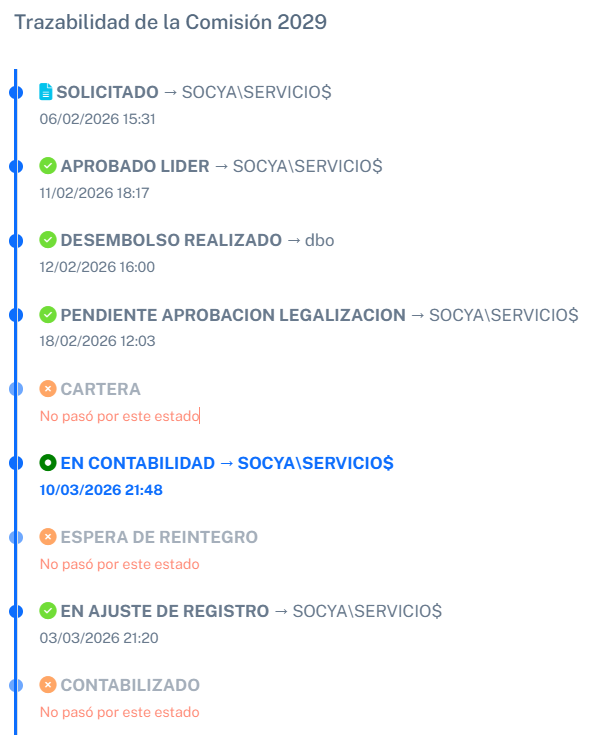 Trazabilidad de la Comisión 2029
SOLICITADO → SOCYA\SERVICIO$
06/02/2026 15:31
APROBADO LIDER → SOCYA\SERVICIO$
11/02/2026 18:17
DESEMBOLSO REALIZADO → dbo
12/02/2026 16:00
PENDIENTE APROBACION LEGALIZACION → SOCYA\SERVICIO$
18/02/2026 12:03
CARTERA
No pasó por este estado
EN CONTABILIDAD → SOCYA\SERVICIO$
10/03/2026 21:48
ESPERA DE REINTEGRO
No pasó por este estado
EN AJUSTE DE REGISTRO → SOCYA\SERVICIO$
03/03/2026 21:20
CONTABILIZADO
No pasó por este estado